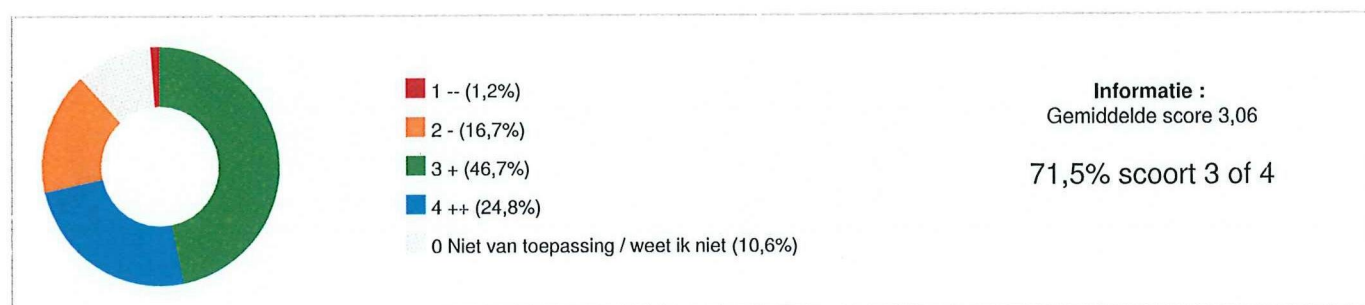 1 -- (1,2%)
2 - (16,7%)
3 + (46,7%)
4 ++ (24,8%)
0 Niet van toepassing / weet ik niet (10,6%)
Informatie :
Gemiddelde score 3,06
71,5% scoort 3 of 4